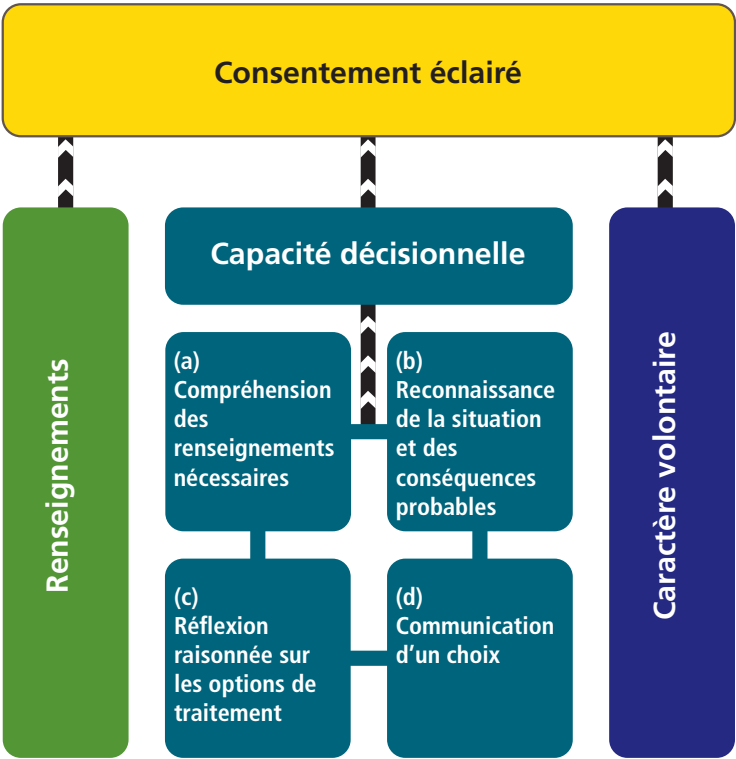 Consentement éclairé
Renseignements
Capacité décisionnelle
(a)
Compréhension
des
renseignements
nécessaires
(b)
Reconnaissance
de la situation
et des
conséquences
probables
(c)
Réflexion
raisonnée sur
les options de
traitement
(d)
Communication
d’un choix
Caractère volontaire